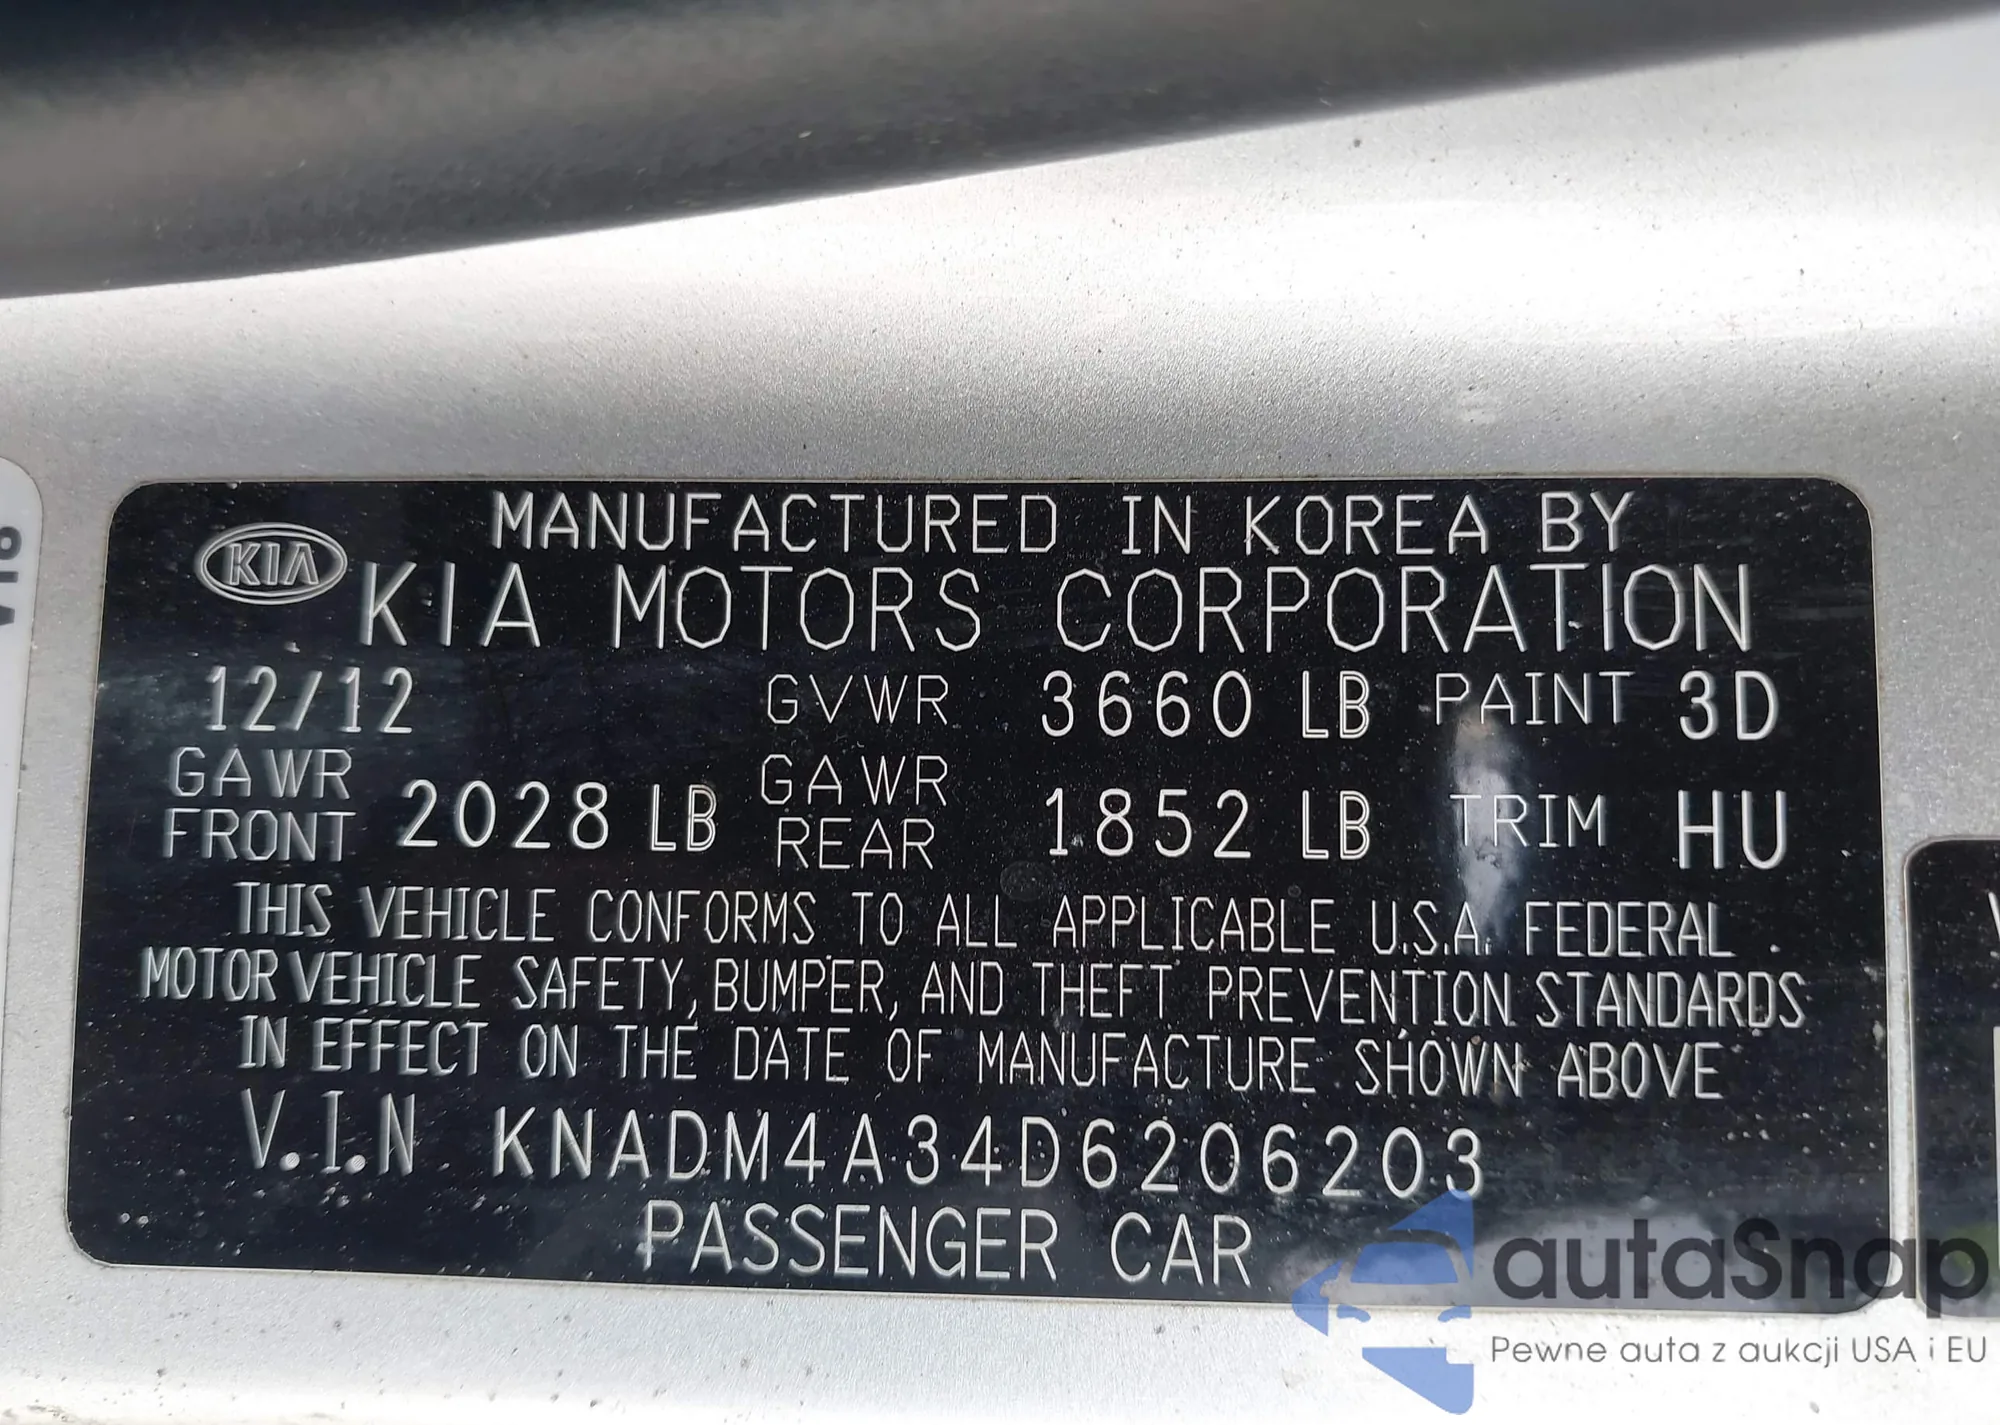 MANUFACTURED IN KOREA BY
KIA KIA MOTORS CORPORATION
12/12 GVWR 3660 LB PAINT 3D
GAWR FRONT 2028 LB GAWR REAR 1852 LB TRIM HU
THIS VEHICLE CONFORMS TO ALL APPLICABLE U.S.A. FEDERAL
MOTOR VEHICLE SAFETY, BUMPER, AND THEFT PREVENTION STANDARDS
IN EFFECT ON THE DATE OF MANUFACTURE SHOWN ABOVE
V.I.N. KNADM4A34D6206203
PASSENGER CAR
autaSnap
Pewne auta z aukcji USA i EU